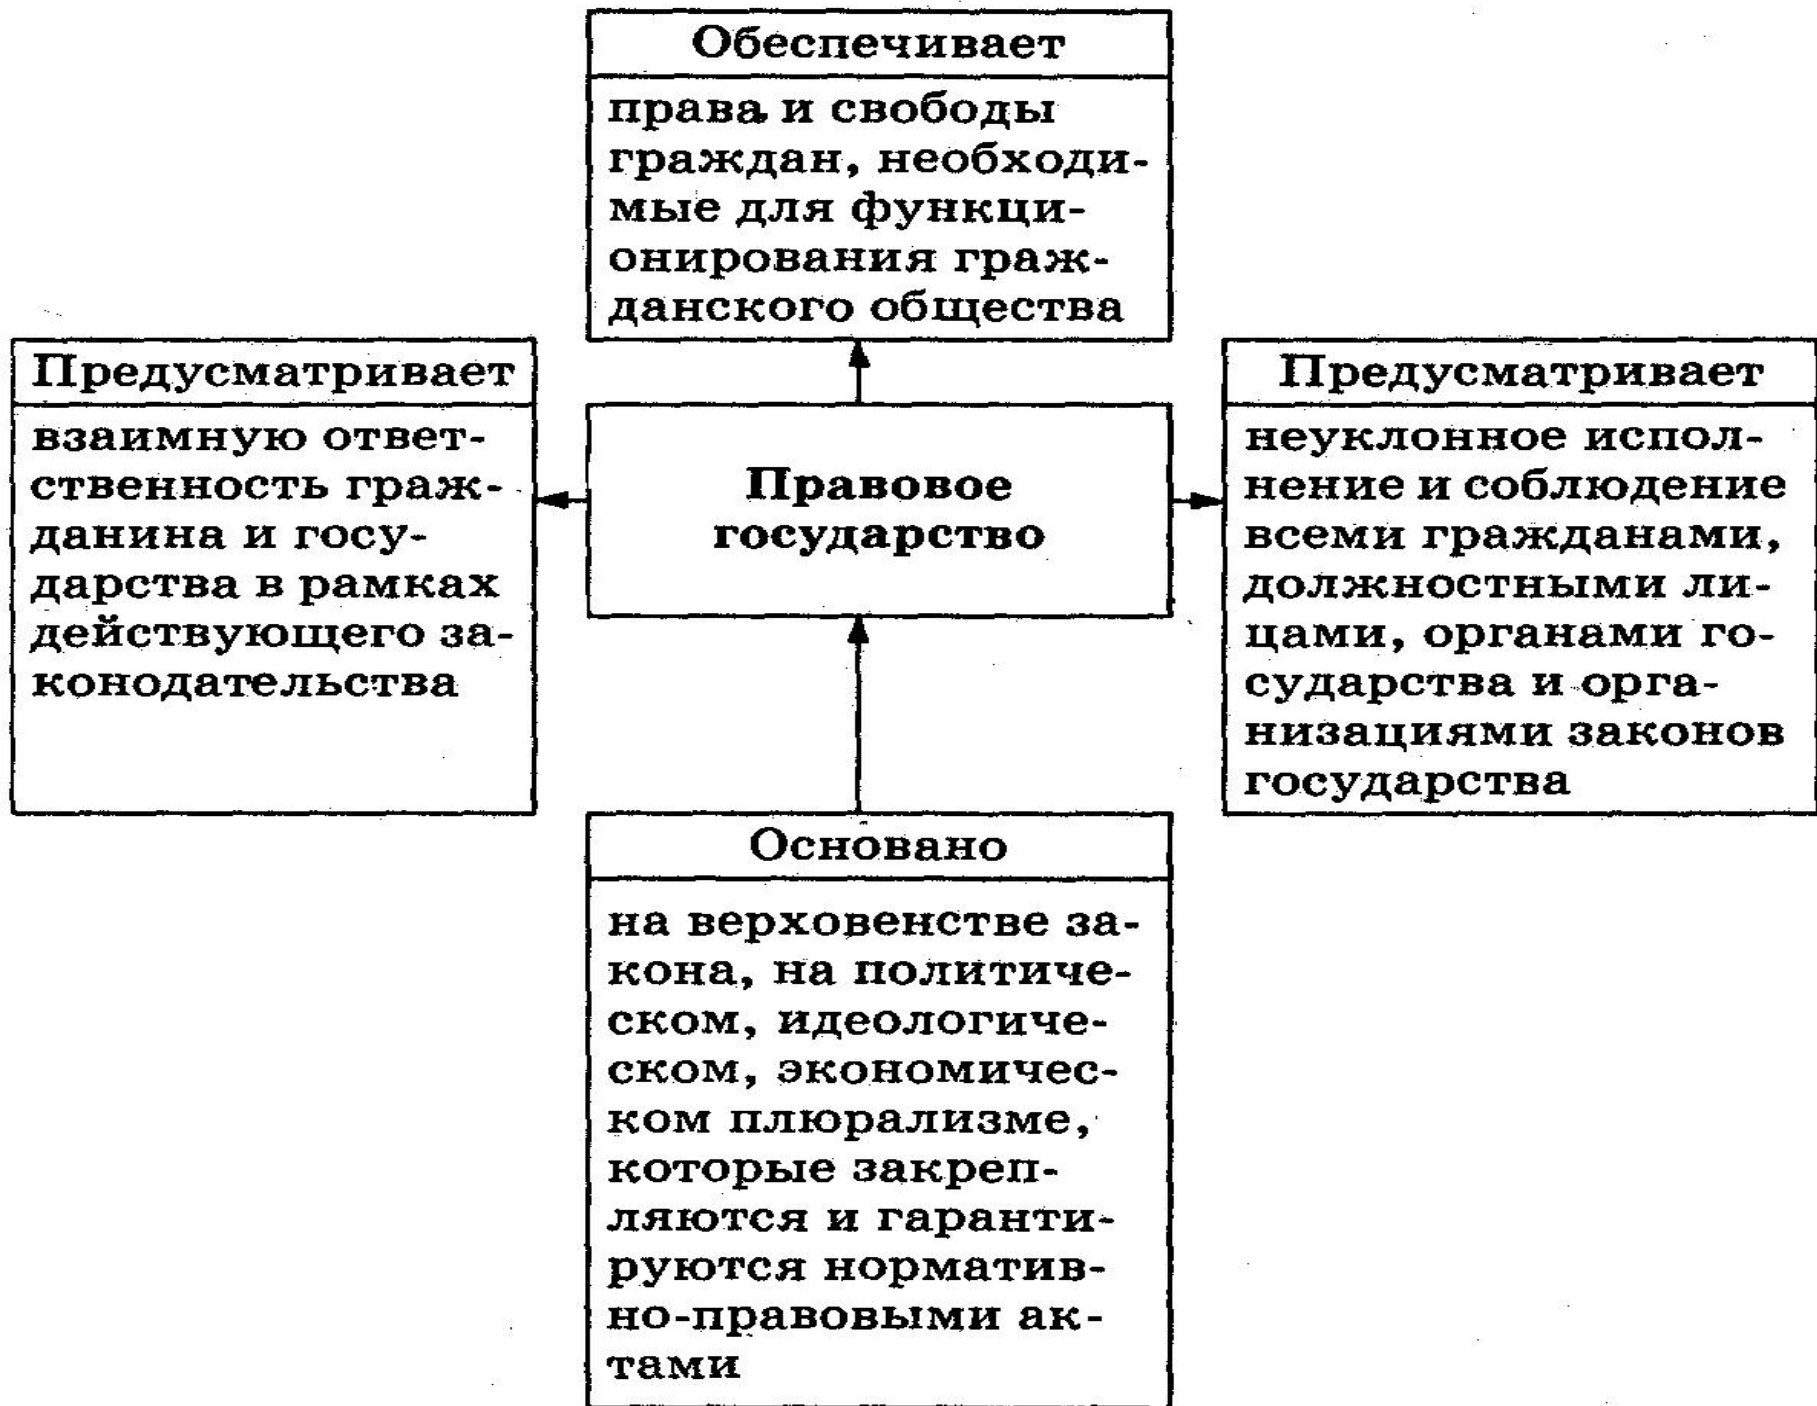 Обеспечивает
права и свободы
граждан, необходи-
мые для функци-
онирования граж-
данского общества
Предусматривает
взаимную ответ-
ственность граж-
данина и госу-
дарства в рамках
действующего за-
конодательства
Правовое
государство
Предусматривает
неуклонное испол-
нение и соблюдение
всеми гражданами,
должностными ли-
цами, органами го-
сударства и орга-
низациями законов
государства
Основано
на верховенстве за-
кона, на политиче-
ском, идеологиче-
ском, экономичес-
ком плюрализме,
которые закреп-
ляются и гаранти-
руются норматив-
но-правовыми ак-
тами